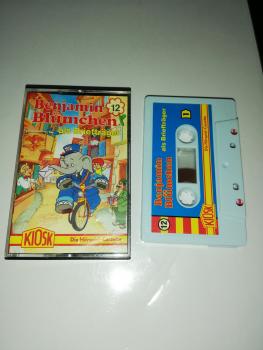 Benjamin
Blümchen
12
als Briefträger
KIOSK
Die Hörspiel-Cassette
als Briefträger
Benjamin
Blümchen
12
KIOSK